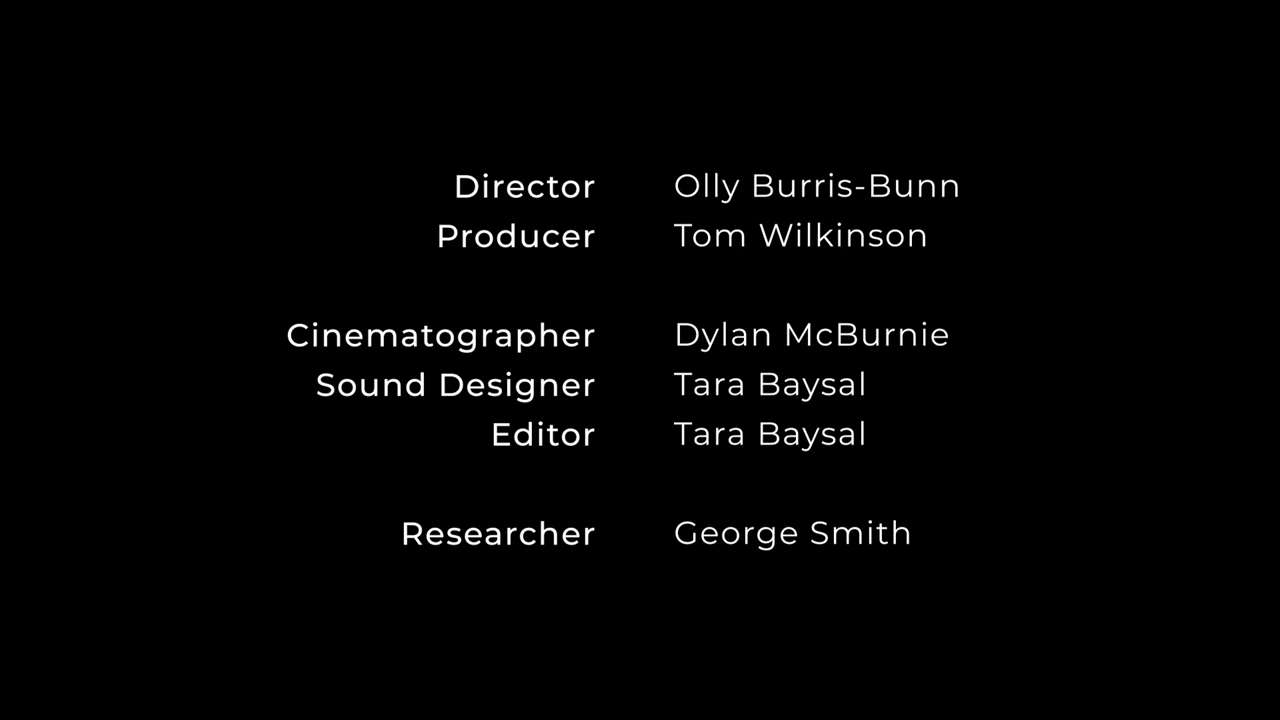 Director Olly Burris-Bunn
Producer Tom Wilkinson
Cinematographer Dylan McBurnie
Sound Designer Tara Baysal
Editor Tara Baysal
Researcher George Smith